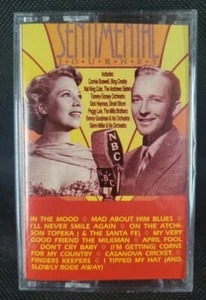 SENTIMENTAL
JOURNEY
Includes:
Connie Boswell, Bing Crosby
Nat King Cole, The Andrews Sisters
Tommy Dorsey Orchestra
Dick Haymes, Dinah Shore
Peggy Lee, The Mills Brothers
Benny Goodman & His Orchestra
Glenn Miller & His Orchestra
NBC
IN THE MOOD ◇ MAD ABOUT HIM BLUES ◇
I'LL NEVER SMILE AGAIN ◇ ON THE ATCHI-
SON TOPEKA (& THE SANTA FE) ◇ MY VERY
GOOD FRIEND THE MILKMAN ◇ APRIL FOOL
◇ DON'T CRY BABY ◇ (I'M GETTING) CORNS
FOR MY COUNTRY ◇ CASANOVA CRICKET ◇
FINDERS KEEPERS ◇ I TIPPED MY HAT (AND
SLOWLY RODE AWAY)